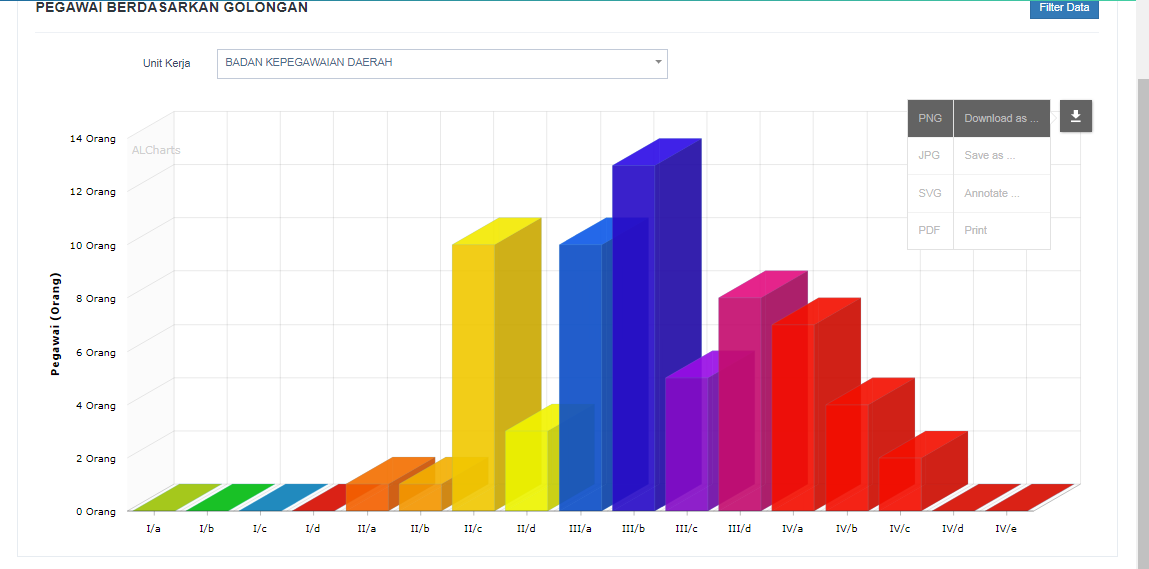 PEGAWAI BERDASARKAN GOLONGAN
Filter Data
Unit Kerja
BADAN KEPEGAWAIAN DAERAH
PNG Download as ...
JPG Save as ...
SVG Annotate ...
PDF Print
ALCharts
Pegawai (Orang)
14 Orang
12 Orang
10 Orang
8 Orang
6 Orang
4 Orang
2 Orang
0 Orang
I/a I/b I/c I/d II/a II/b II/c II/d III/a III/b III/c III/d IV/a IV/b IV/c IV/d IV/e